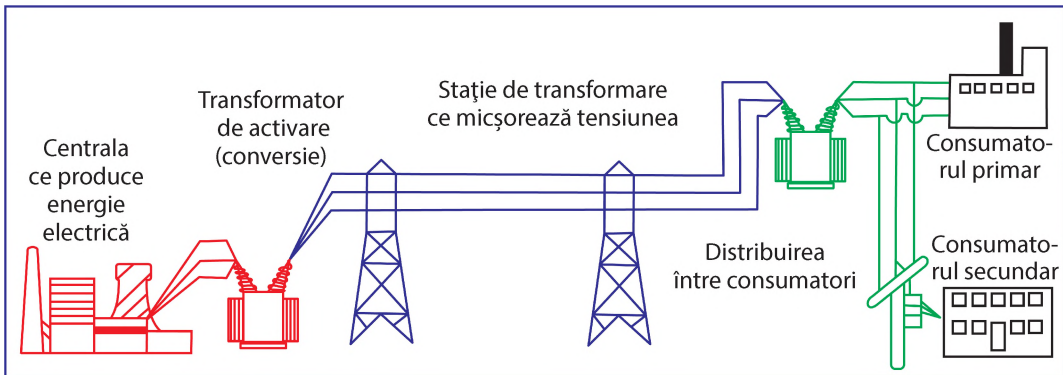 Centrala
ce produce
energie
electrică
Transformator
de activare
(conversie)
Staţie de transformare
ce micșorează tensiunea
Distribuirea
între consumatori
Consumato-
rul primar
Consumato-
rul secundar